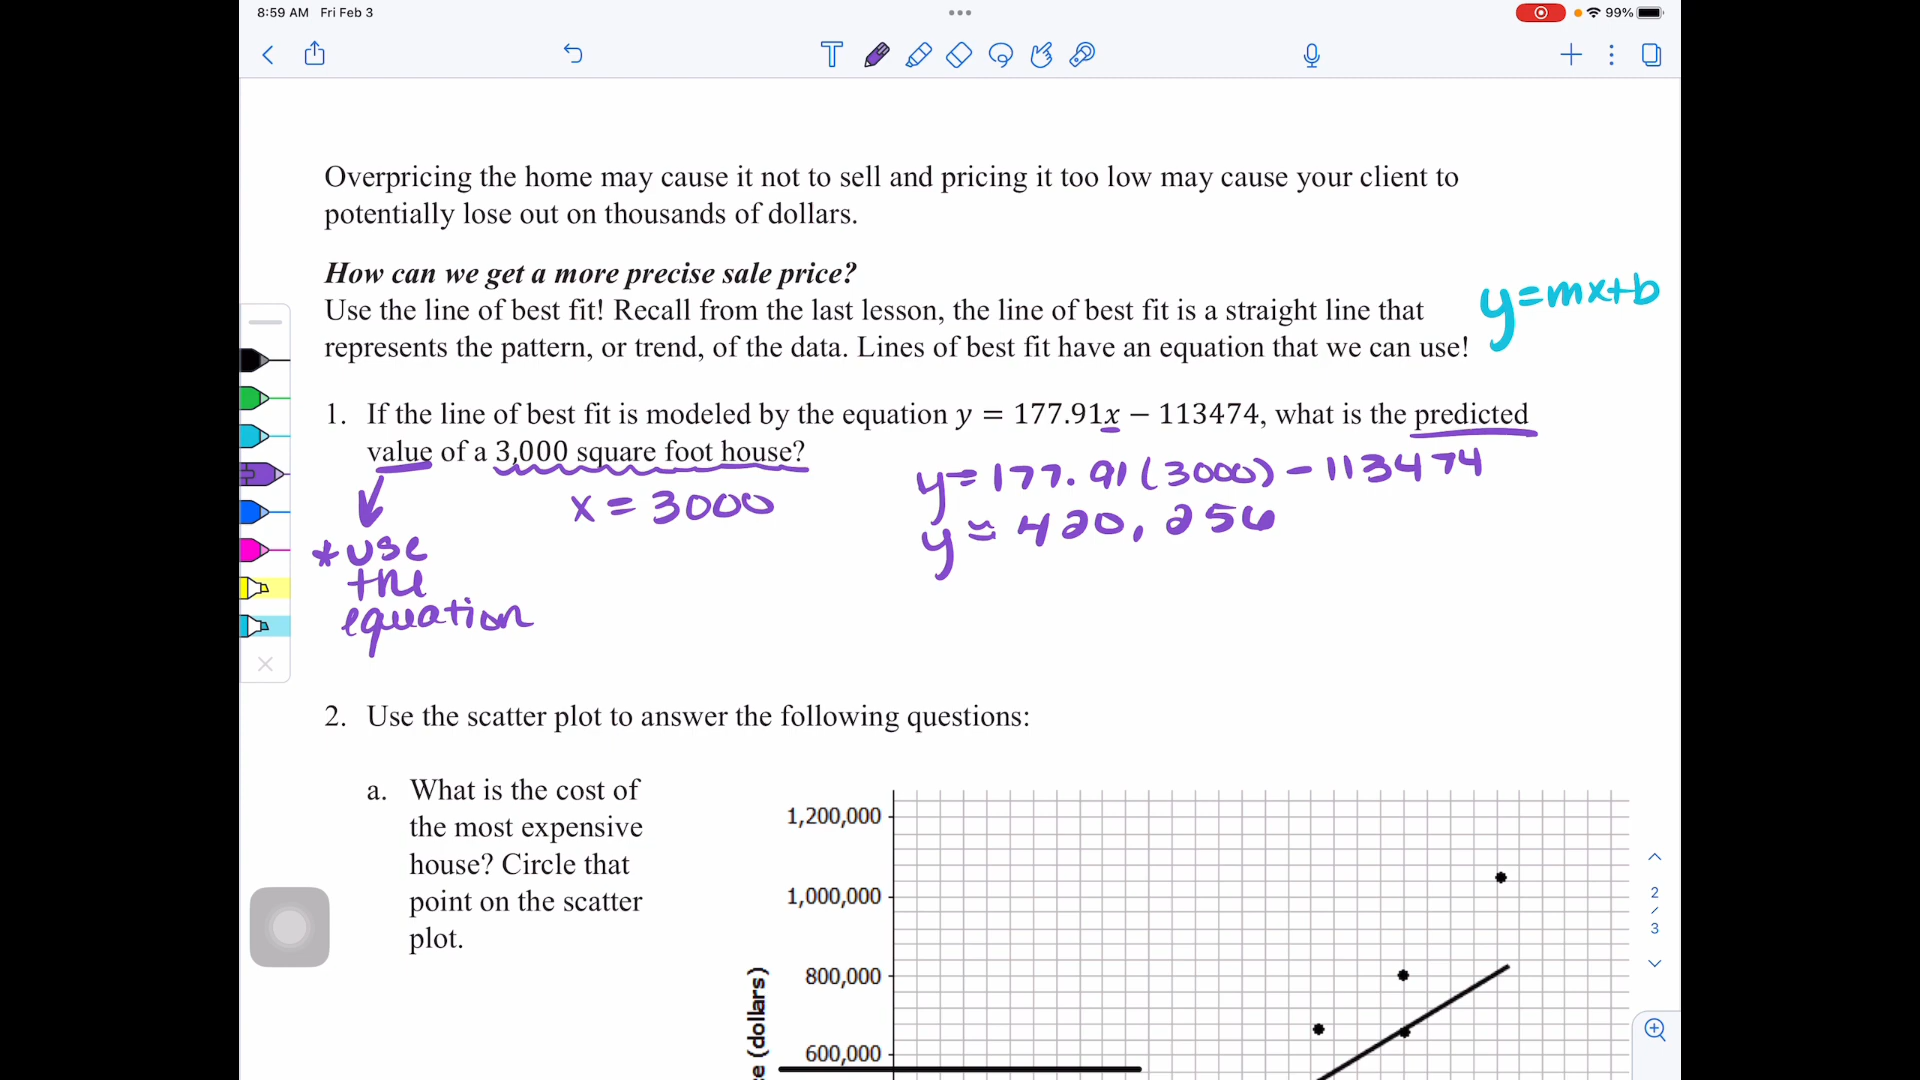 8:59 AM Fri Feb 3
99%
T
Overpricing the home may cause it not to sell and pricing it too low may cause your client to
potentially lose out on thousands of dollars.
How can we get a more precise sale price?
Use the line of best fit! Recall from the last lesson, the line of best fit is a straight line that
represents the pattern, or trend, of the data. Lines of best fit have an equation that we can use!
y=mx+b
1. If the line of best fit is modeled by the equation y = 177.91x − 113474, what is the predicted
value of a 3,000 square foot house?
y=177.91(3000)-113474
x = 3000
y≈420,256
*use
the
equation
2. Use the scatter plot to answer the following questions:
a. What is the cost of
the most expensive
house? Circle that
point on the scatter
plot.
1,200,000
1,000,000
800,000
600,000
(dollars)
2
/
3